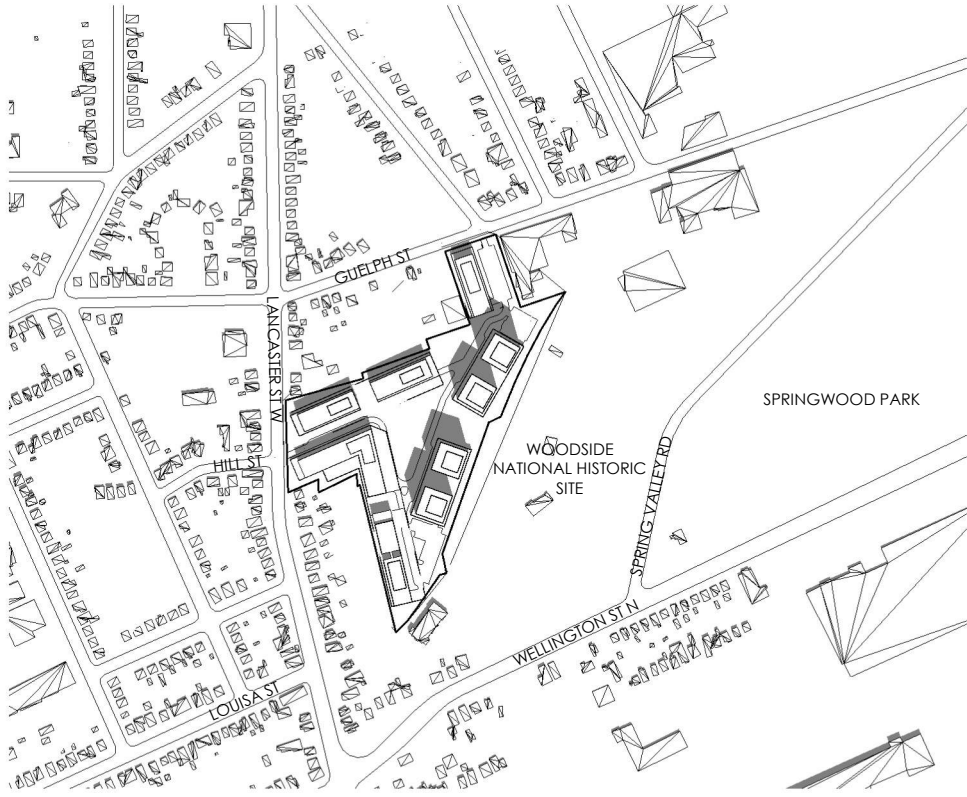 GUELPH ST
LANCASTER ST W
SPRINGWOOD PARK
WOODSIDE
NATIONAL HISTORIC
SITE
HILL ST
SPRING VALLEY RD
WELLINGTON ST N
LOUISA ST